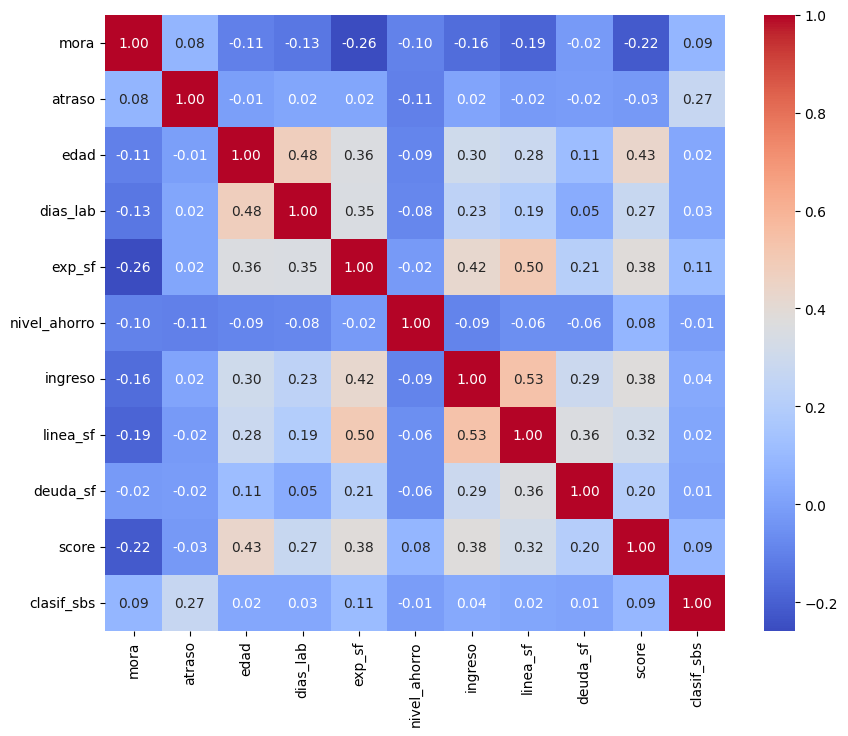 mora 1.00 0.08 -0.11 -0.13 -0.26 -0.10 -0.16 -0.19 -0.02 -0.22 0.09
atraso 0.08 1.00 -0.01 0.02 0.02 -0.11 0.02 -0.02 -0.02 -0.03 0.27
edad -0.11 -0.01 1.00 0.48 0.36 -0.09 0.30 0.28 0.11 0.43 0.02
dias_lab -0.13 0.02 0.48 1.00 0.35 -0.08 0.23 0.19 0.05 0.27 0.03
exp_sf -0.26 0.02 0.36 0.35 1.00 -0.02 0.42 0.50 0.21 0.38 0.11
nivel_ahorro -0.10 -0.11 -0.09 -0.08 -0.02 1.00 -0.09 -0.06 -0.06 0.08 -0.01
ingreso -0.16 0.02 0.30 0.23 0.42 -0.09 1.00 0.53 0.29 0.38 0.04
linea_sf -0.19 -0.02 0.28 0.19 0.50 -0.06 0.53 1.00 0.36 0.32 0.02
deuda_sf -0.02 -0.02 0.11 0.05 0.21 -0.06 0.29 0.36 1.00 0.20 0.01
score -0.22 -0.03 0.43 0.27 0.38 0.08 0.38 0.32 0.20 1.00 0.09
clasif_sbs 0.09 0.27 0.02 0.03 0.11 -0.01 0.04 0.02 0.01 0.09 1.00
mora atraso edad dias_lab exp_sf nivel_ahorro ingreso linea_sf deuda_sf score clasif_sbs
1.0
0.8
0.6
0.4
0.2
0.0
−0.2